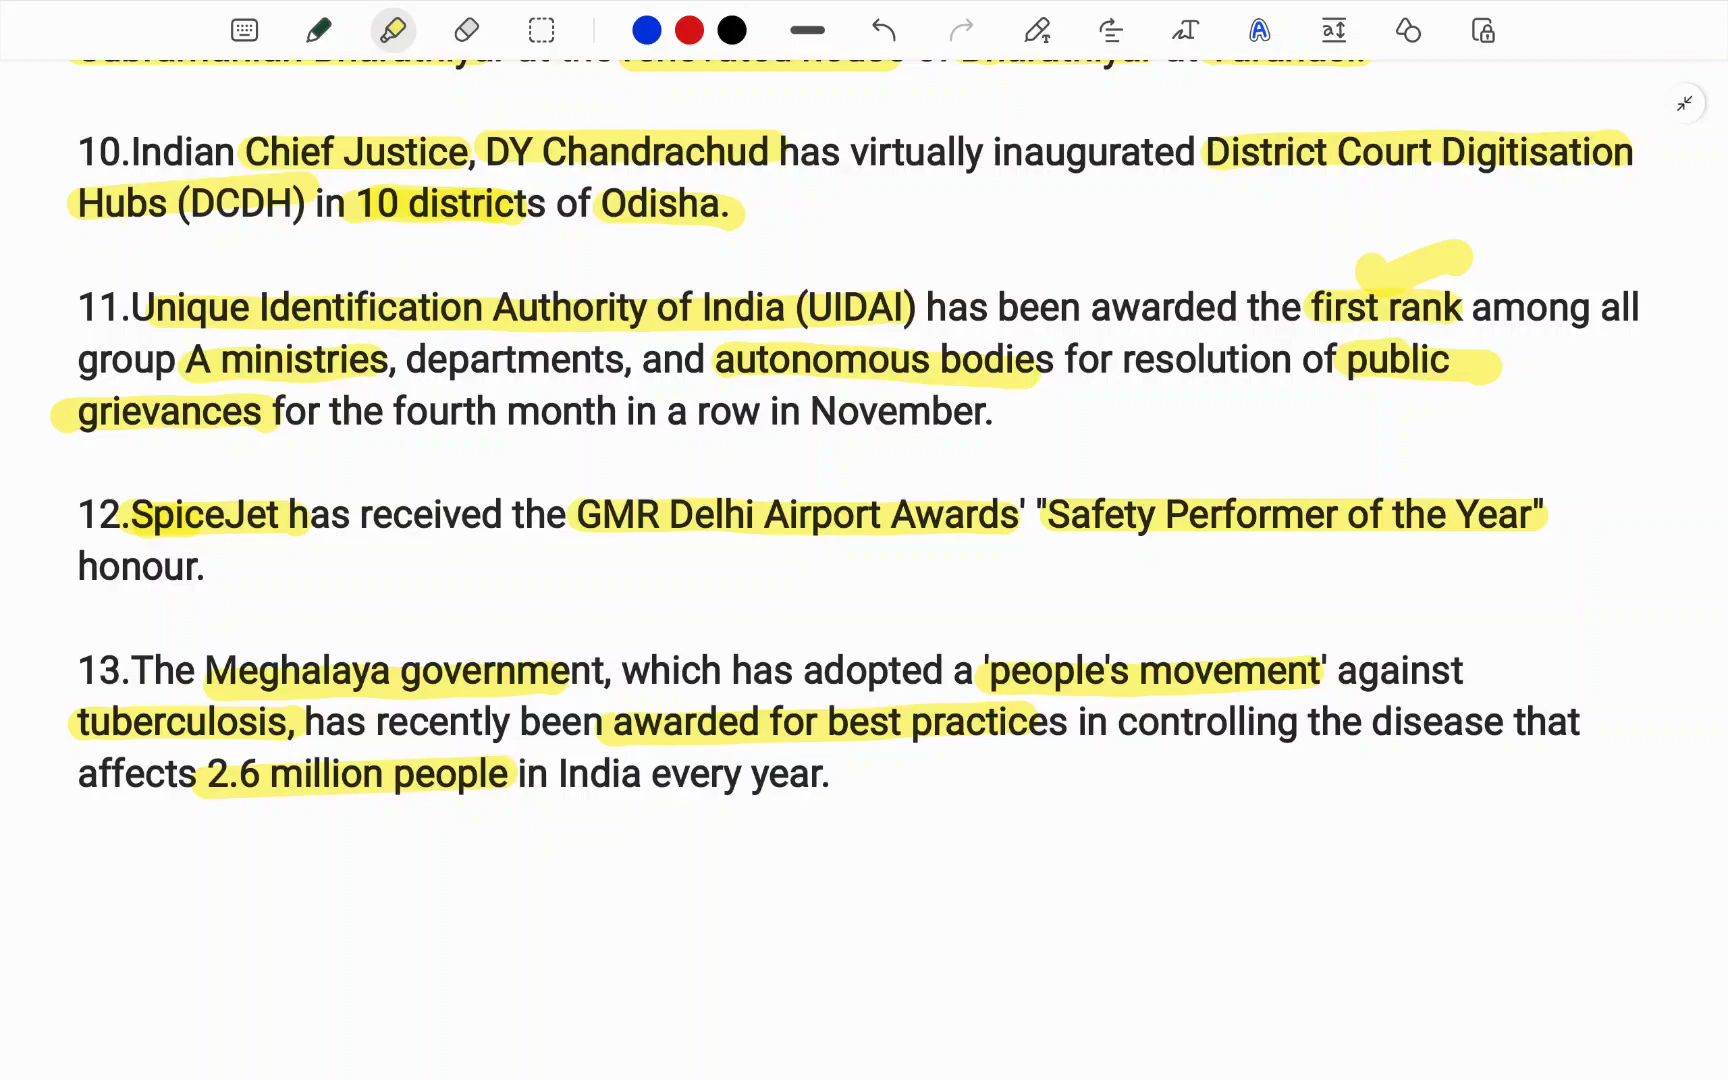 10.Indian Chief Justice, DY Chandrachud has virtually inaugurated District Court Digitisation
Hubs (DCDH) in 10 districts of Odisha.
11.Unique Identification Authority of India (UIDAI) has been awarded the first rank among all
group A ministries, departments, and autonomous bodies for resolution of public
grievances for the fourth month in a row in November.
12.SpiceJet has received the GMR Delhi Airport Awards' "Safety Performer of the Year"
honour.
13.The Meghalaya government, which has adopted a 'people's movement' against
tuberculosis, has recently been awarded for best practices in controlling the disease that
affects 2.6 million people in India every year.